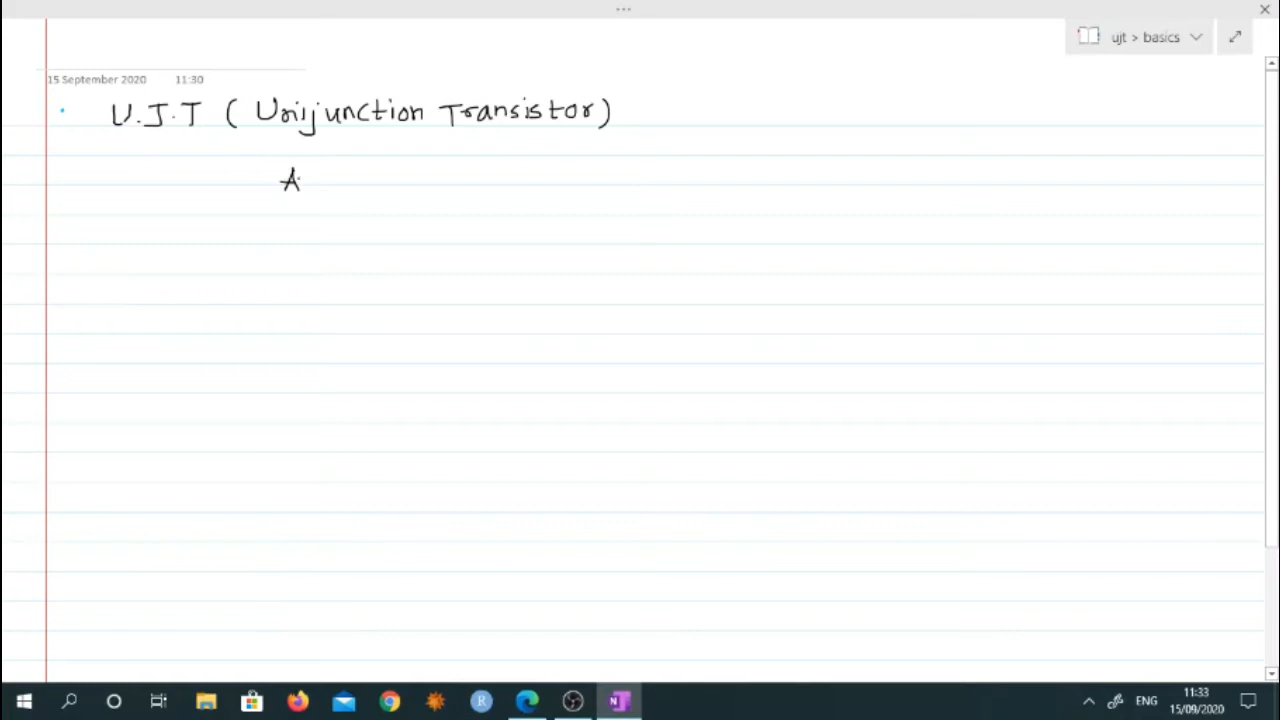 ujt > basics
15 September 2020 11:30
U.J.T ( Unijunction Transistor)
A
ENG
11:33
15/09/2020